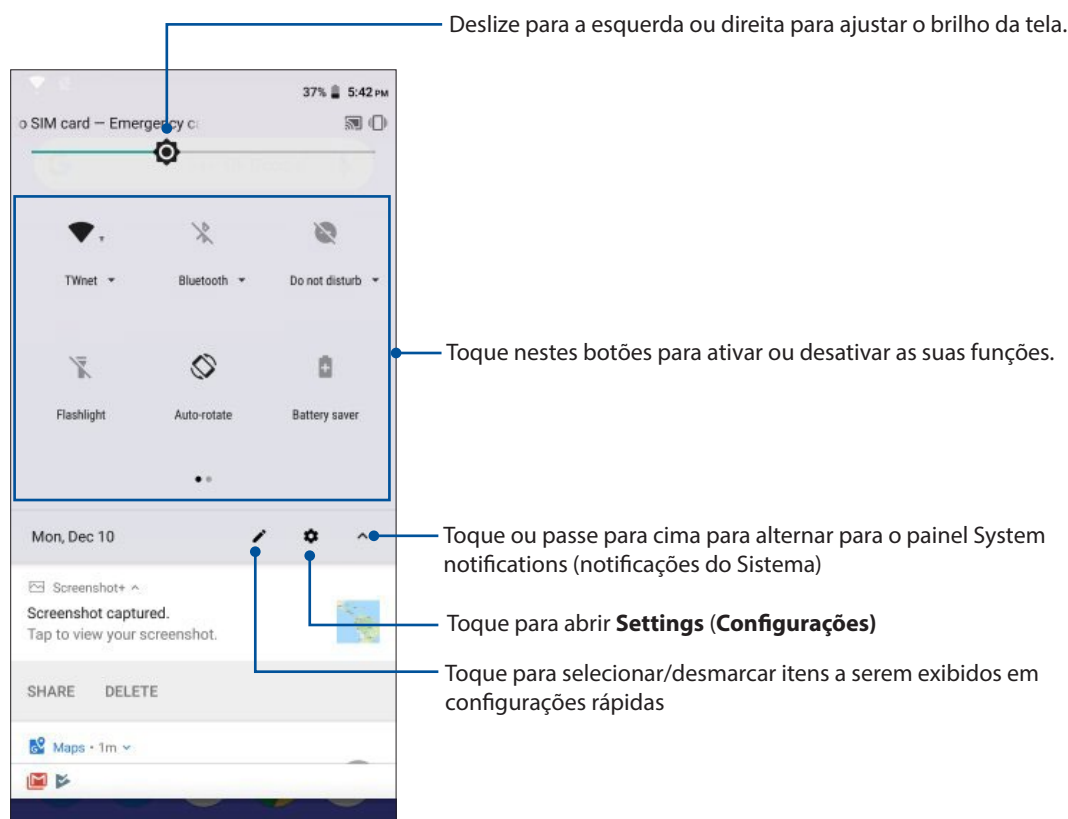 Deslize para a esquerda ou direita para ajustar o brilho da tela.
37% 5:42 PM
o SIM card — Emergency c
TWnet Bluetooth Do not disturb
Toque nestes botões para ativar ou desativar as suas funções.
Flashlight Auto-rotate Battery saver
Mon, Dec 10
Toque ou passe para cima para alternar para o painel System
notifications (notificações do Sistema)
Screenshot+
Screenshot captured.
Tap to view your screenshot.
Toque para abrir Settings (Configurações)
Toque para selecionar/desmarcar itens a serem exibidos em
configurações rápidas
SHARE DELETE
Maps • 1m